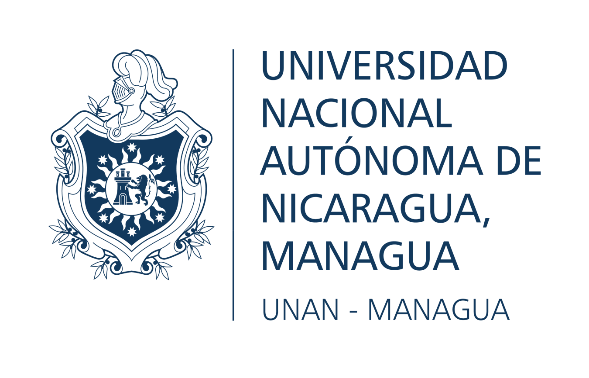 UNIVERSIDAD
NACIONAL
AUTÓNOMA DE
NICARAGUA,
MANAGUA
UNAN - MANAGUA